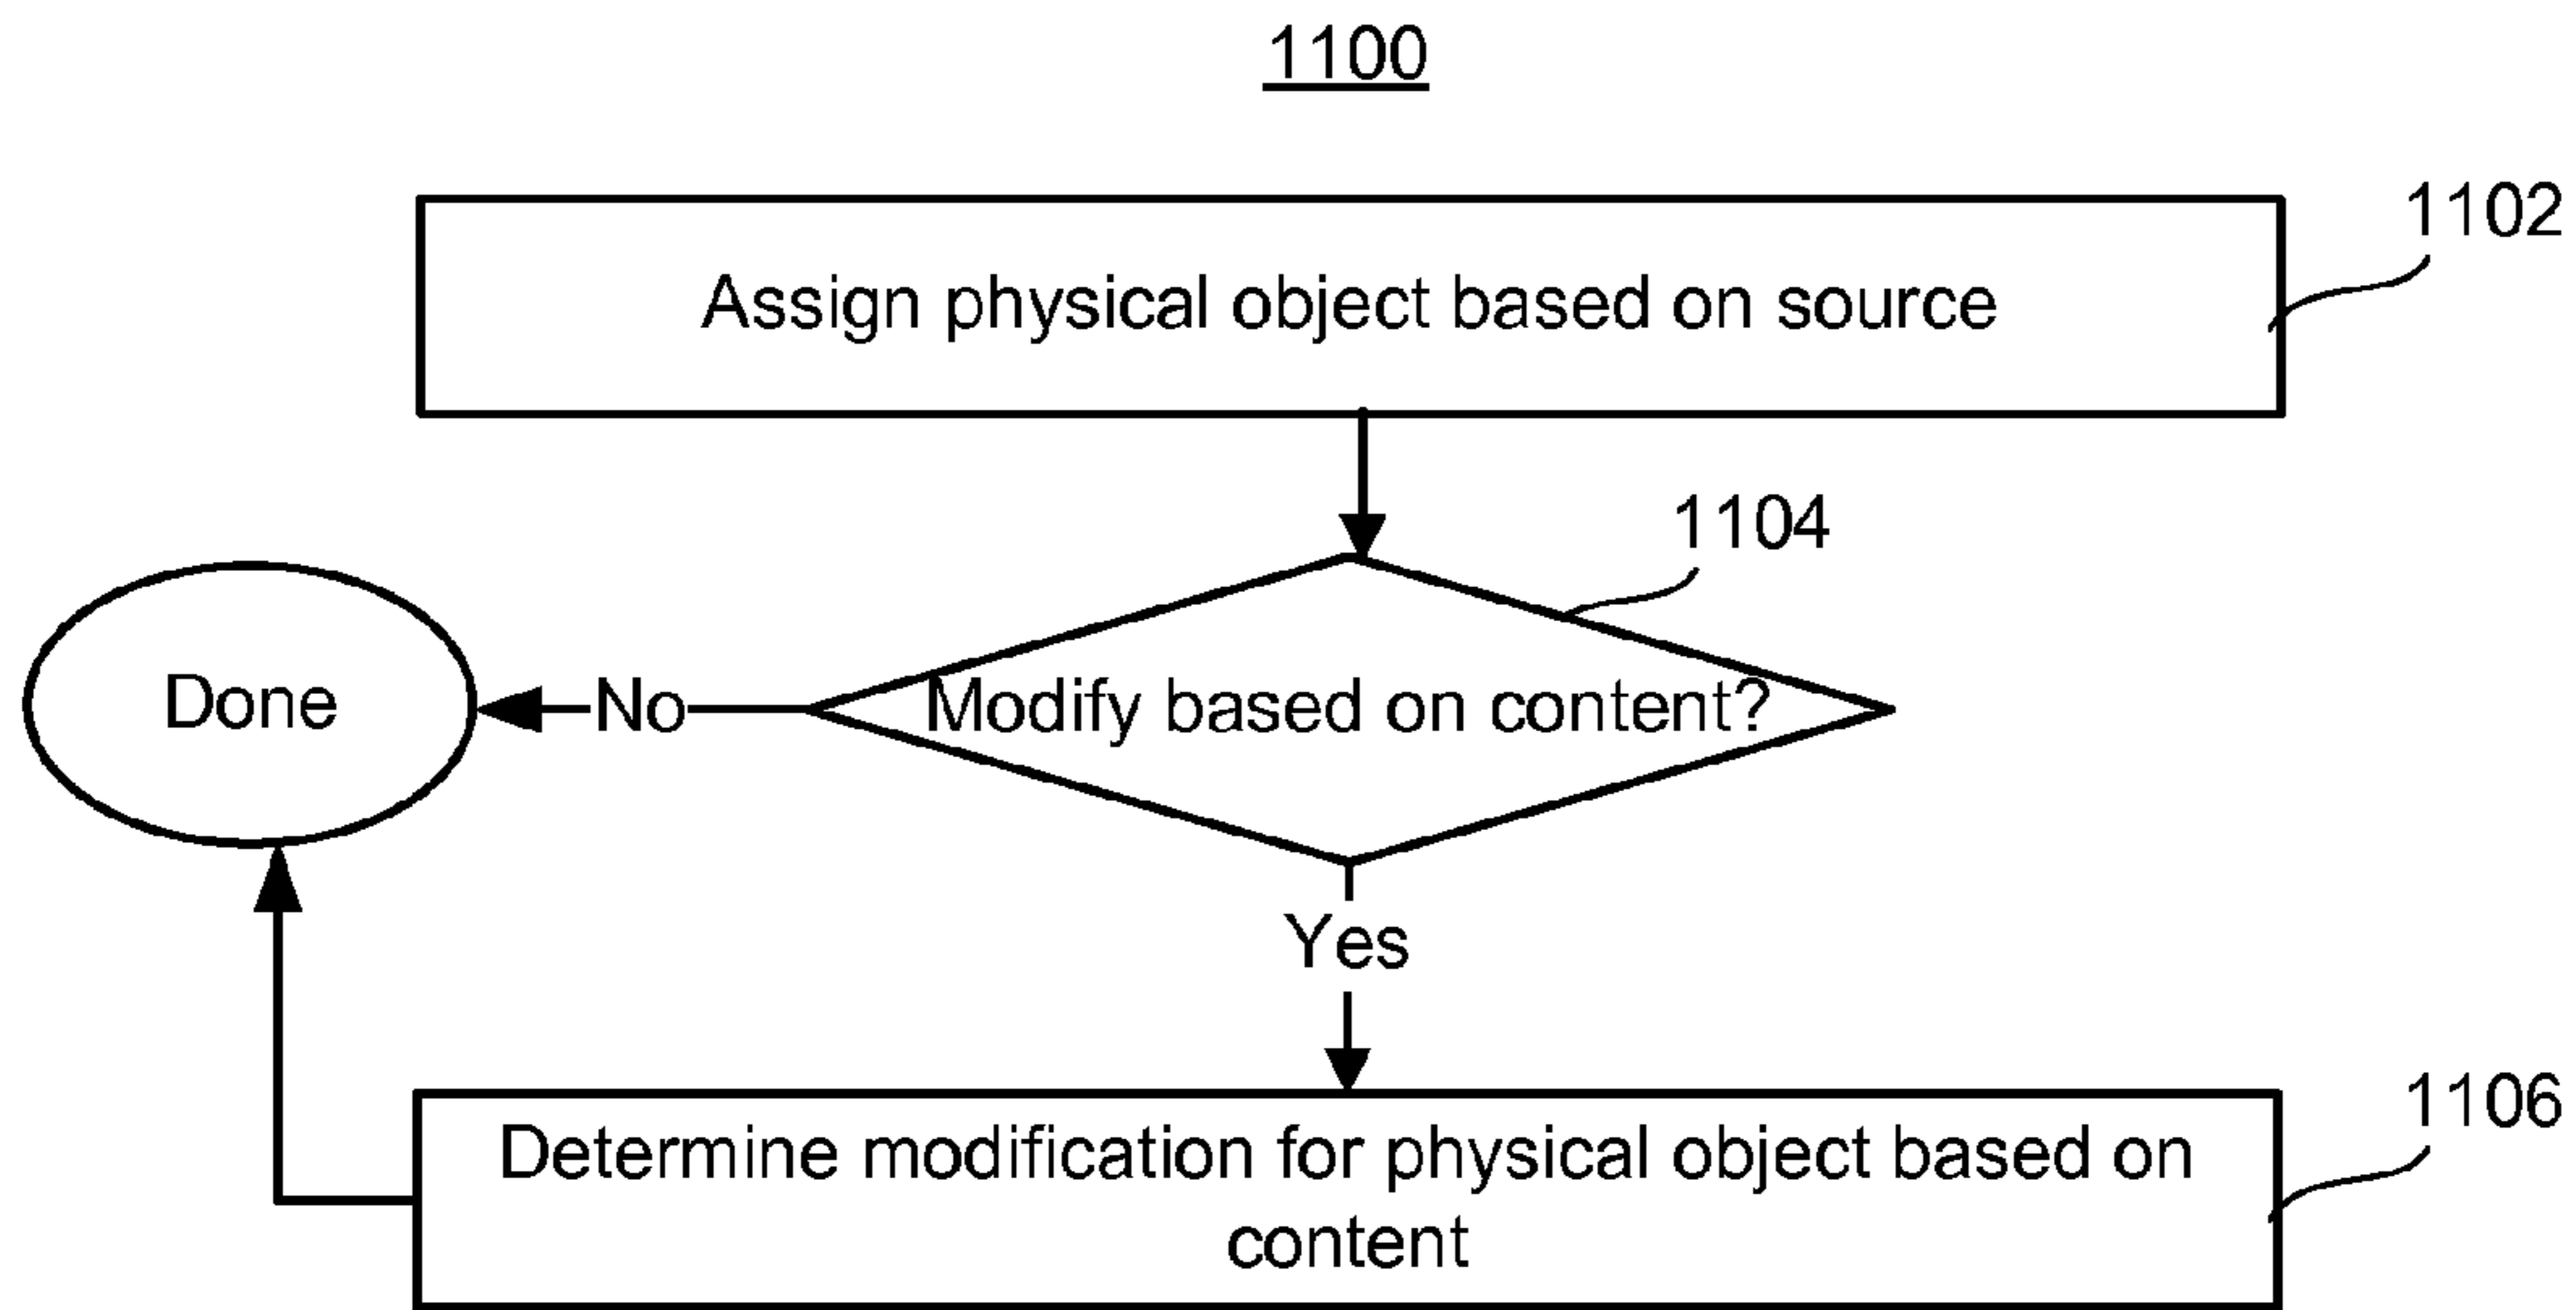 1100
1102
Assign physical object based on source
1104
Done
No
Modify based on content?
Yes
1106
Determine modification for physical object based on
content